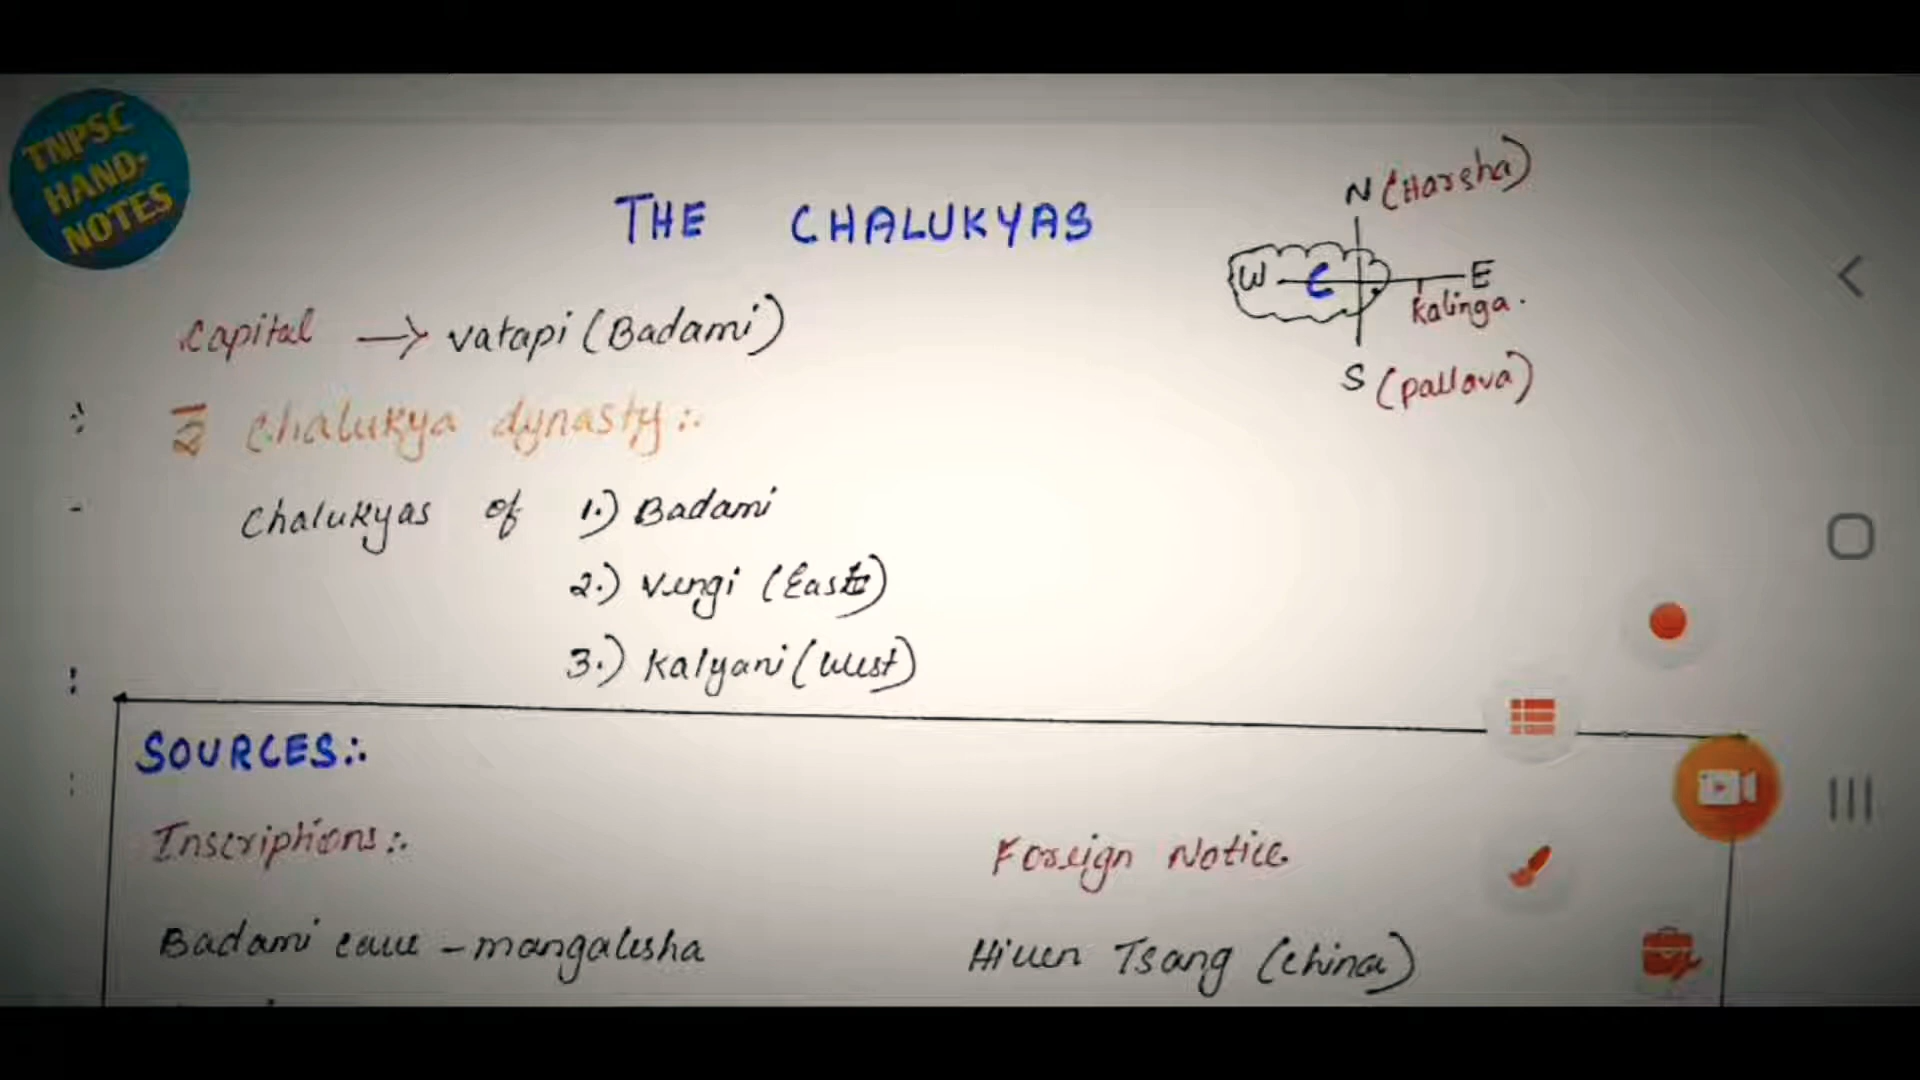 TNPSC
HAND-
NOTES
THE CHALUKYAS
N (Harsha)
W C E
Kalinga.
S (pallava)
Capital → vatapi (Badami)
3 Chalukya dynasty:.
Chalukyas of 1.) Badami
2.) Vengi (East)
3.) Kalyani (West)
SOURCES:.
Inscriptions:.
Foreign Notice
Badami cave - mangalesha
Hiuen Tsang (China)